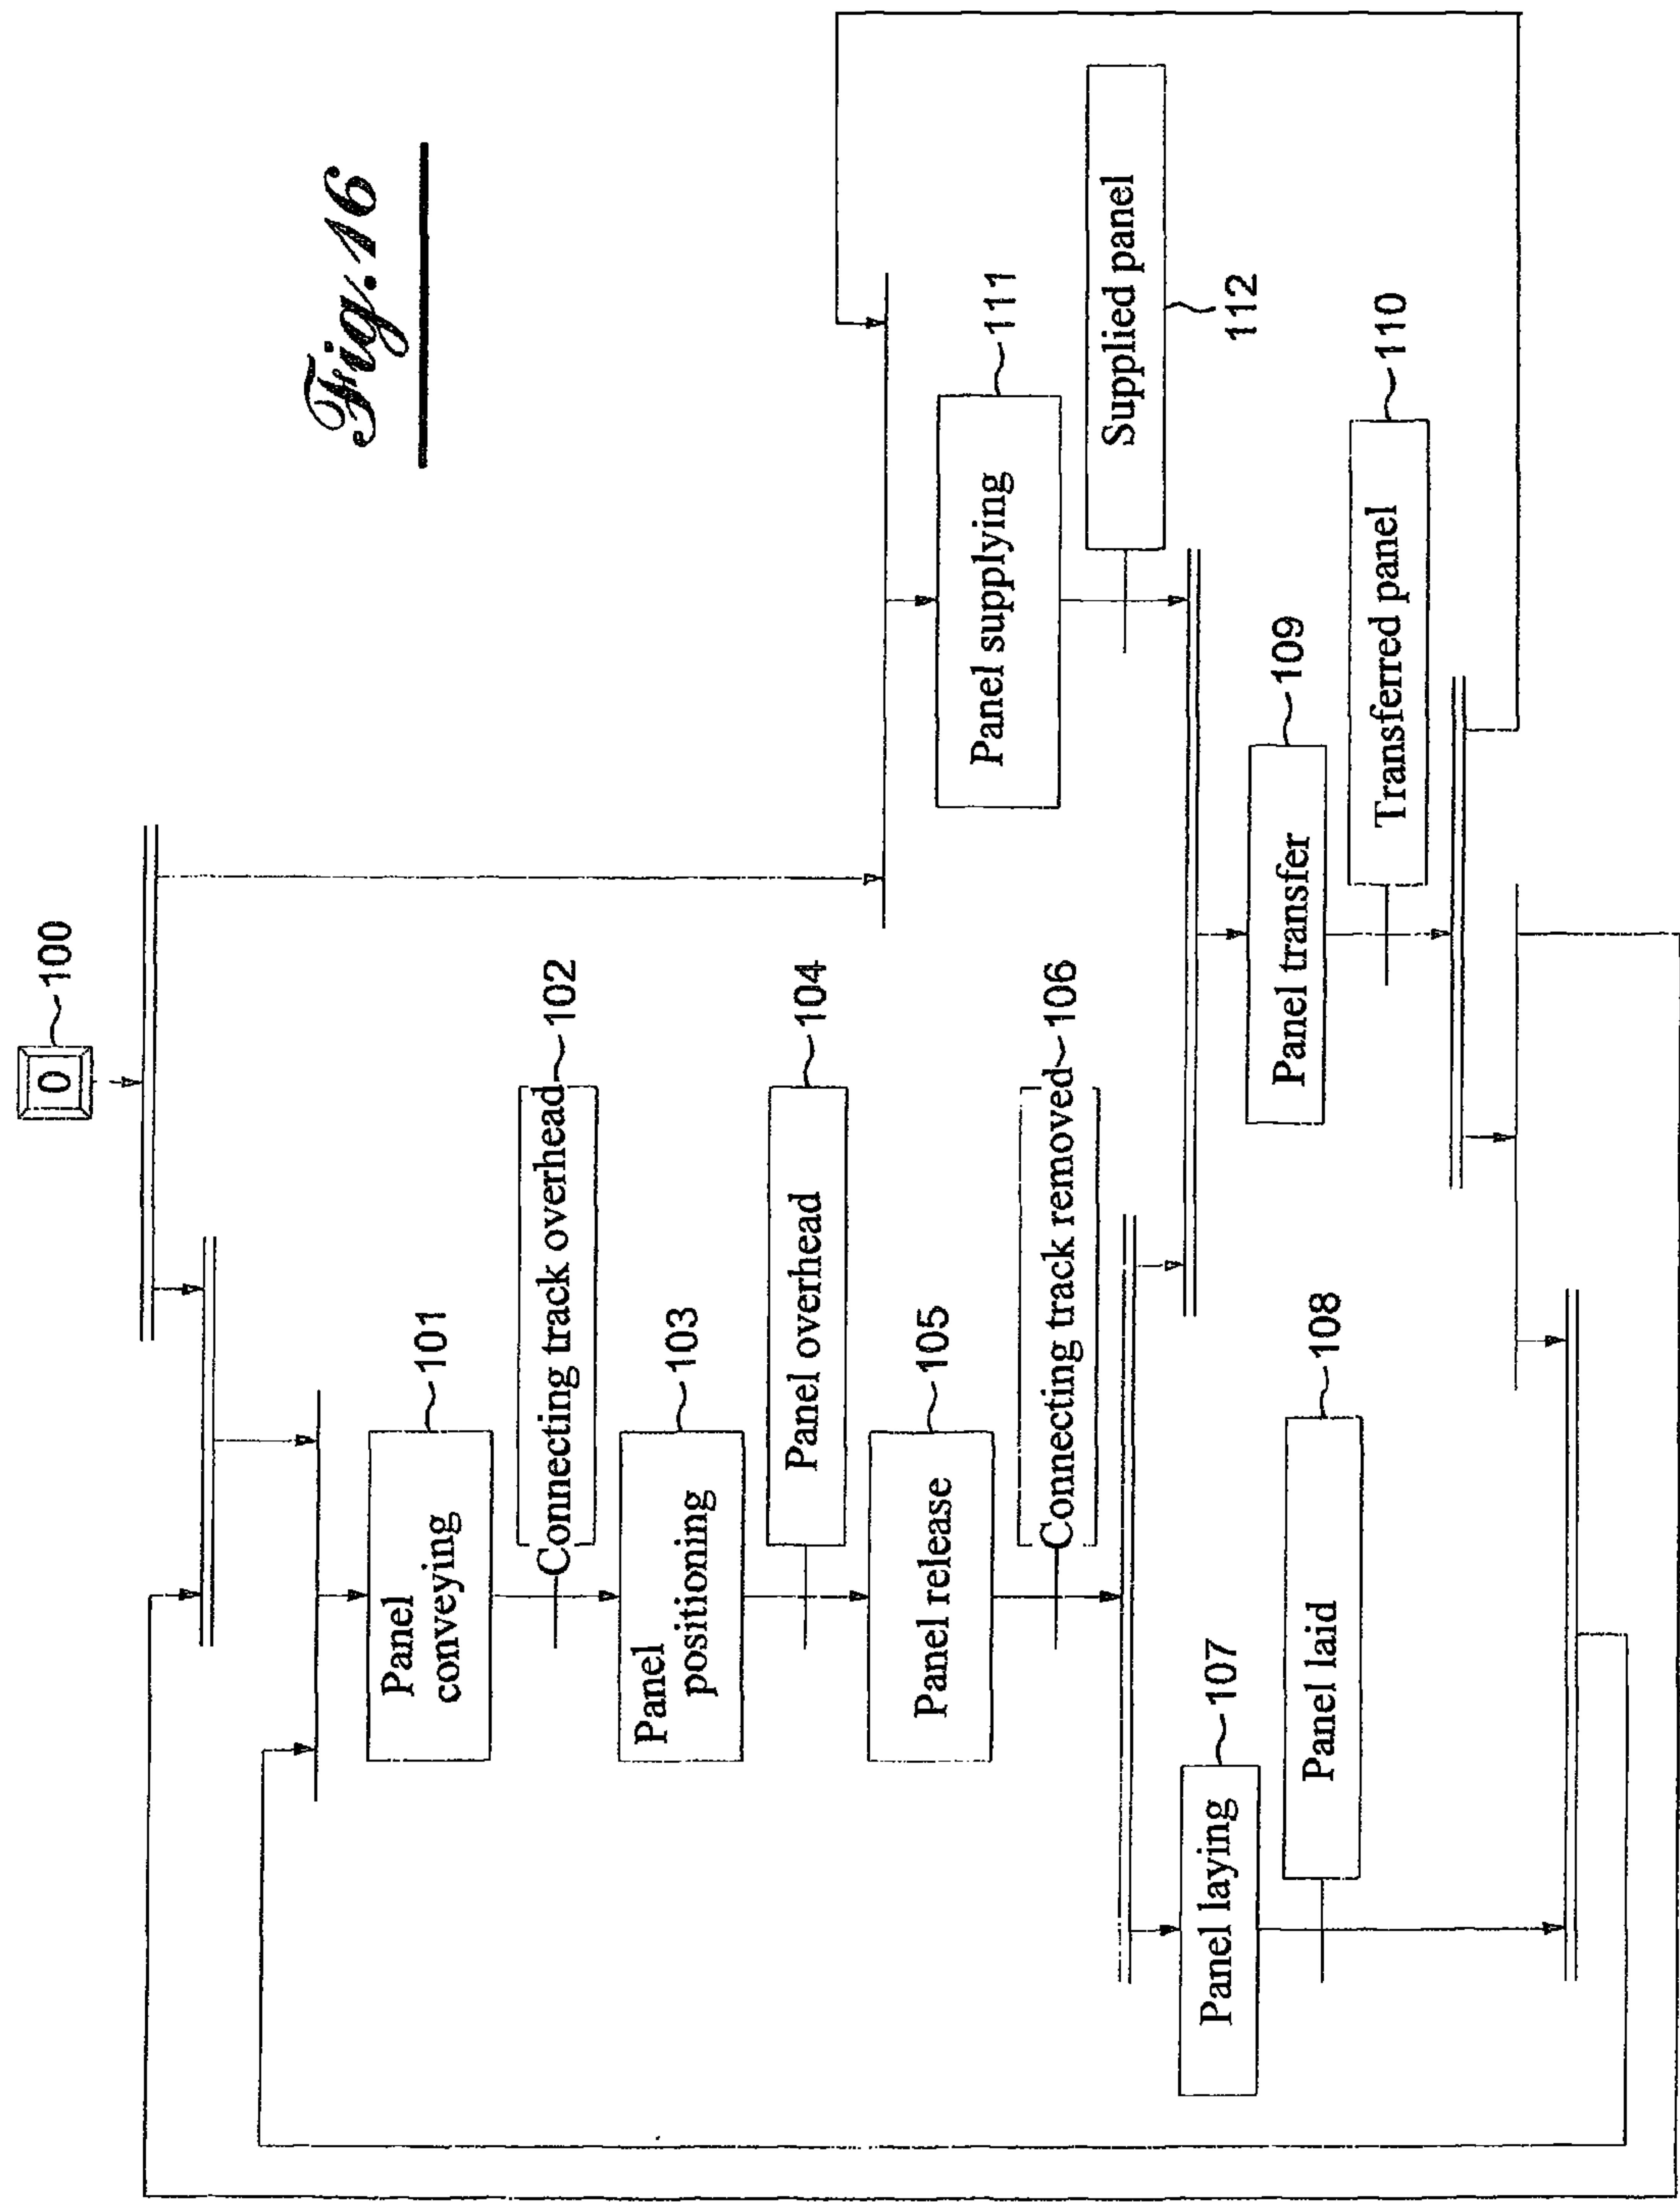 Fig.16
0
100
Panel
conveying
101
Connecting track overhead
102
Panel
positioning
103
Panel overhead
104
Panel release
105
Connecting track removed
106
Panel laying
107
Panel laid
108
Panel supplying
111
Supplied panel
112
Panel transfer
109
Transferred panel
110